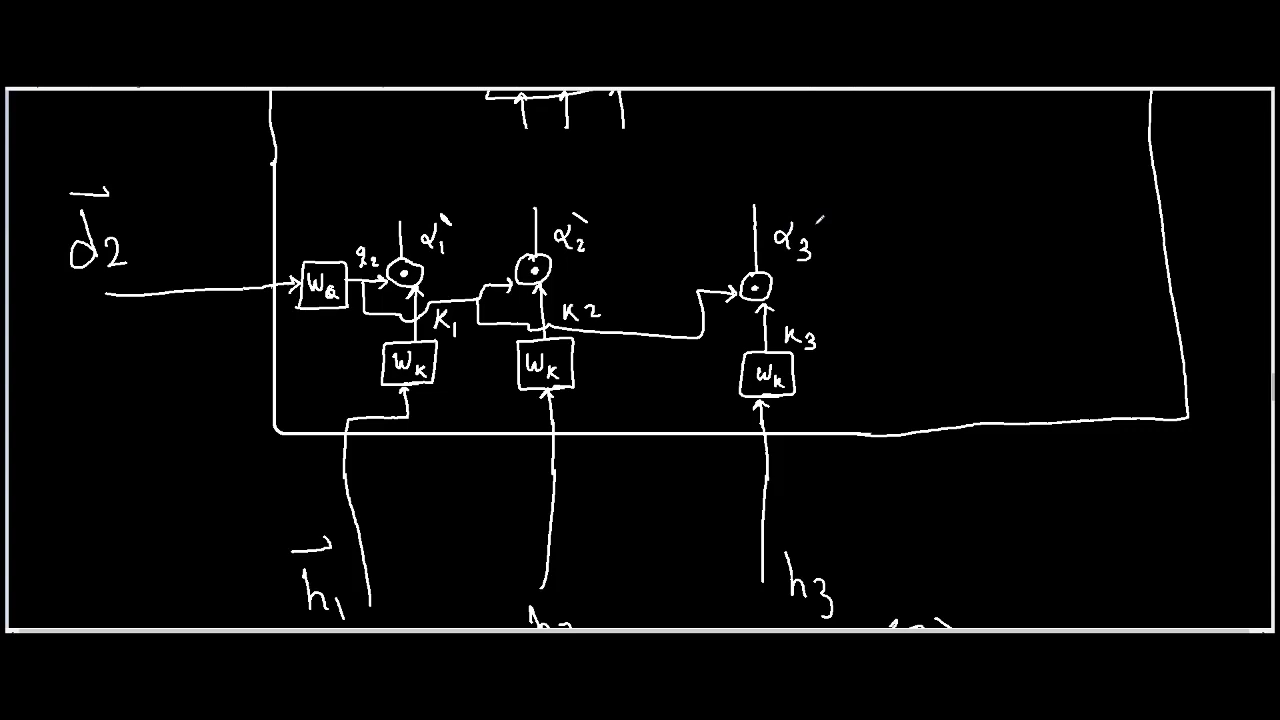 d2
q2 α1' α2' α3'
WQ K1 K2 K3
WK WK WK
h1 h3